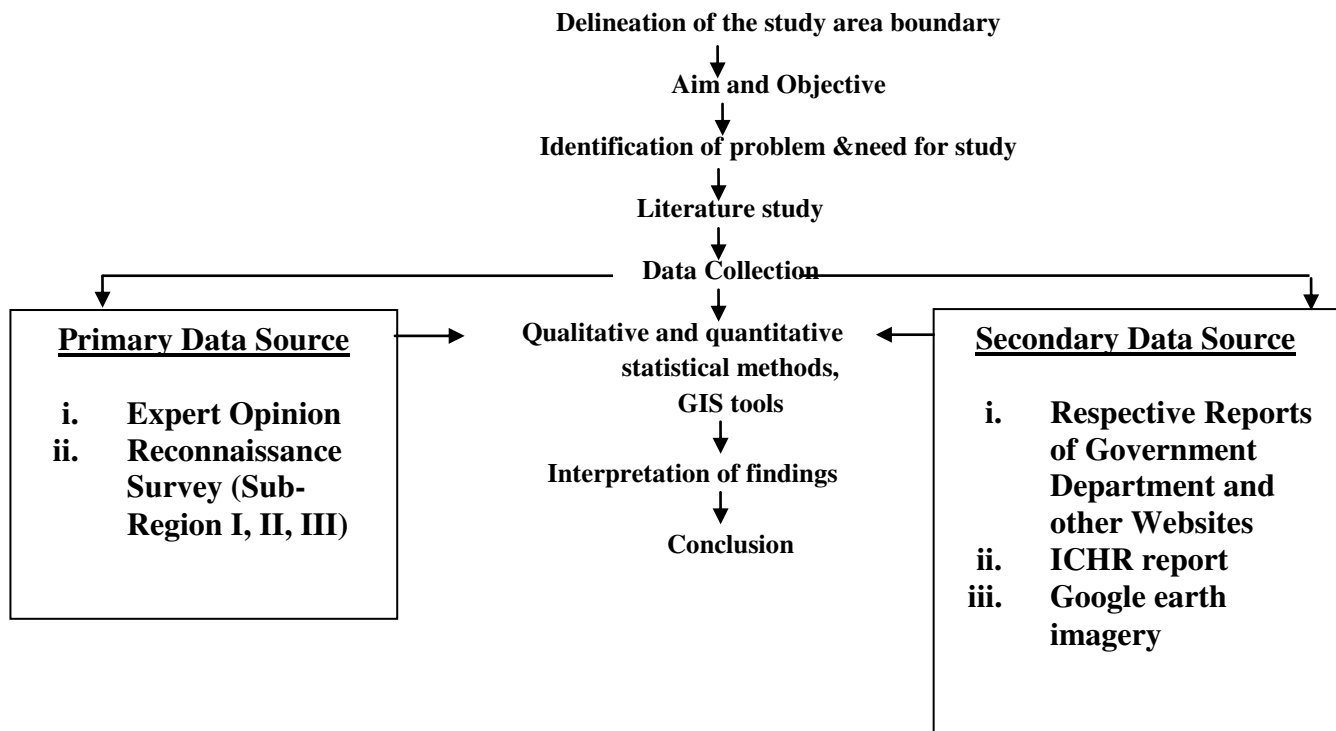 Delineation of the study area boundary
Aim and Objective
Identification of problem &need for study
Literature study
Data Collection
Primary Data Source
i. Expert Opinion
ii. Reconnaissance
Survey (Sub-
Region I, II, III)
Qualitative and quantitative
statistical methods,
GIS tools
Interpretation of findings
Conclusion
Secondary Data Source
i. Respective Reports
of Government
Department and
other Websites
ii. ICHR report
iii. Google earth
imagery